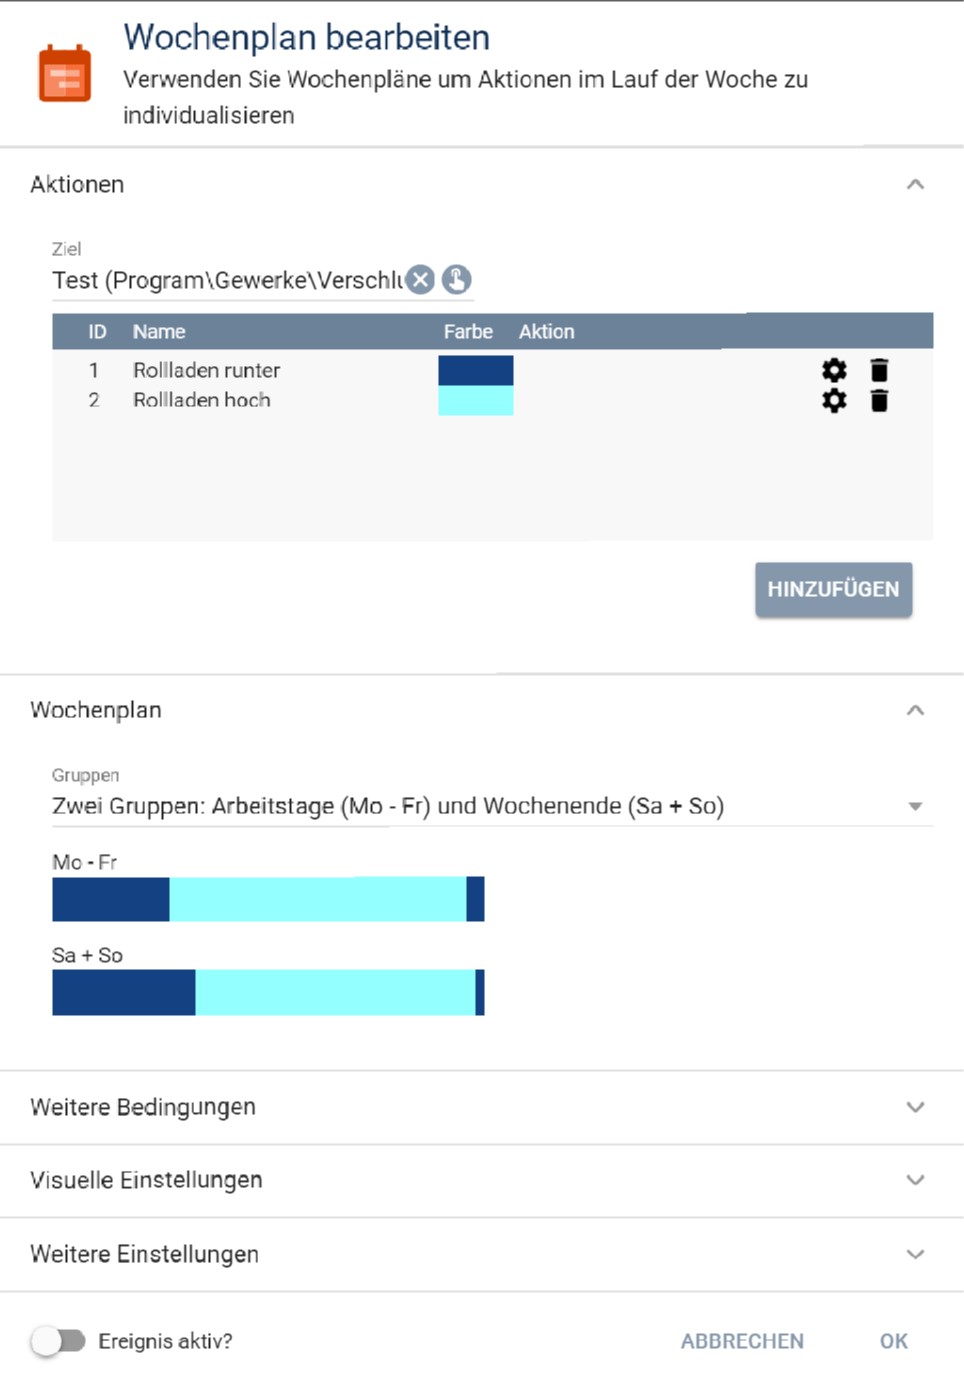 Wochenplan bearbeiten
Verwenden Sie Wochenpläne um Aktionen im Lauf der Woche zu
individualisieren
Aktionen
Ziel
Test (Program\Gewerke\Verschlu
ID Name Farbe Aktion
1 Rollladen runter
2 Rollladen hoch
HINZUFÜGEN
Wochenplan
Gruppen
Zwei Gruppen: Arbeitstage (Mo - Fr) und Wochenende (Sa + So)
Mo - Fr
Sa + So
Weitere Bedingungen
Visuelle Einstellungen
Weitere Einstellungen
Ereignis aktiv?
ABBRECHEN OK